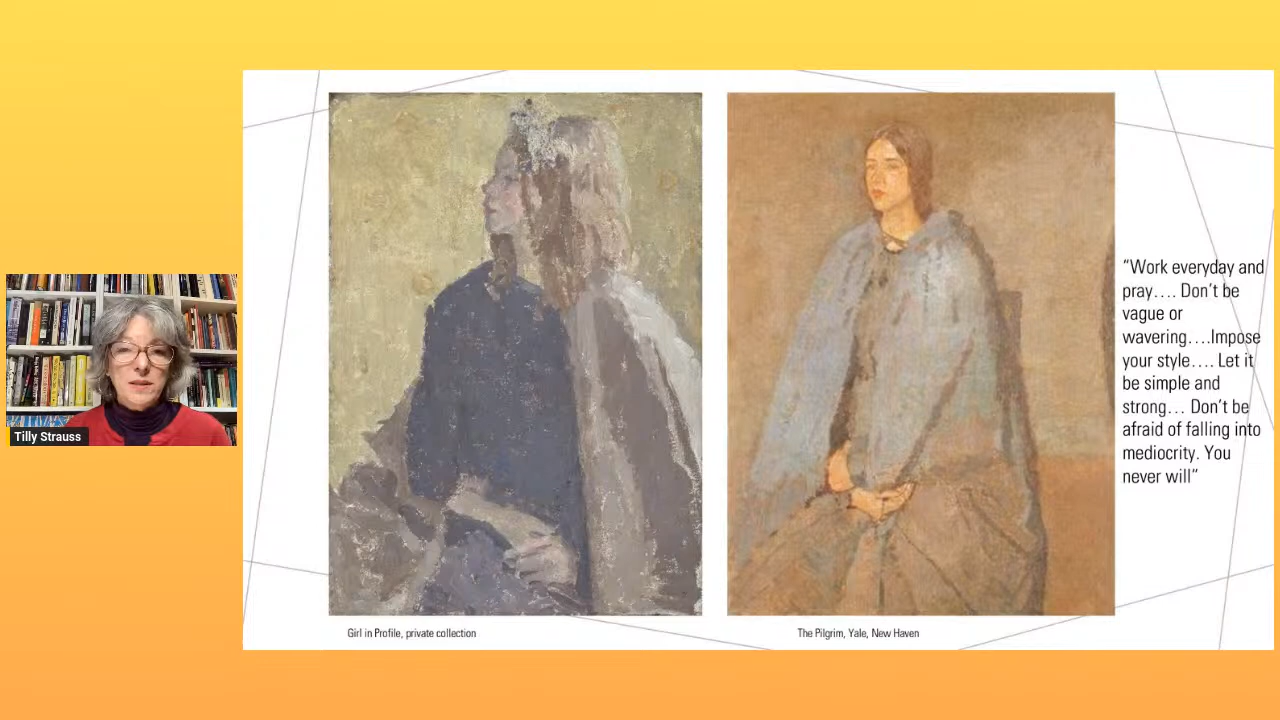 Tilly Strauss
“Work everyday and
pray…. Don’t be
vague or
wavering….Impose
your style…. Let it
be simple and
strong… Don’t be
afraid of falling into
mediocrity. You
never will”
Girl in Profile, private collection
The Pilgrim, Yale, New Haven